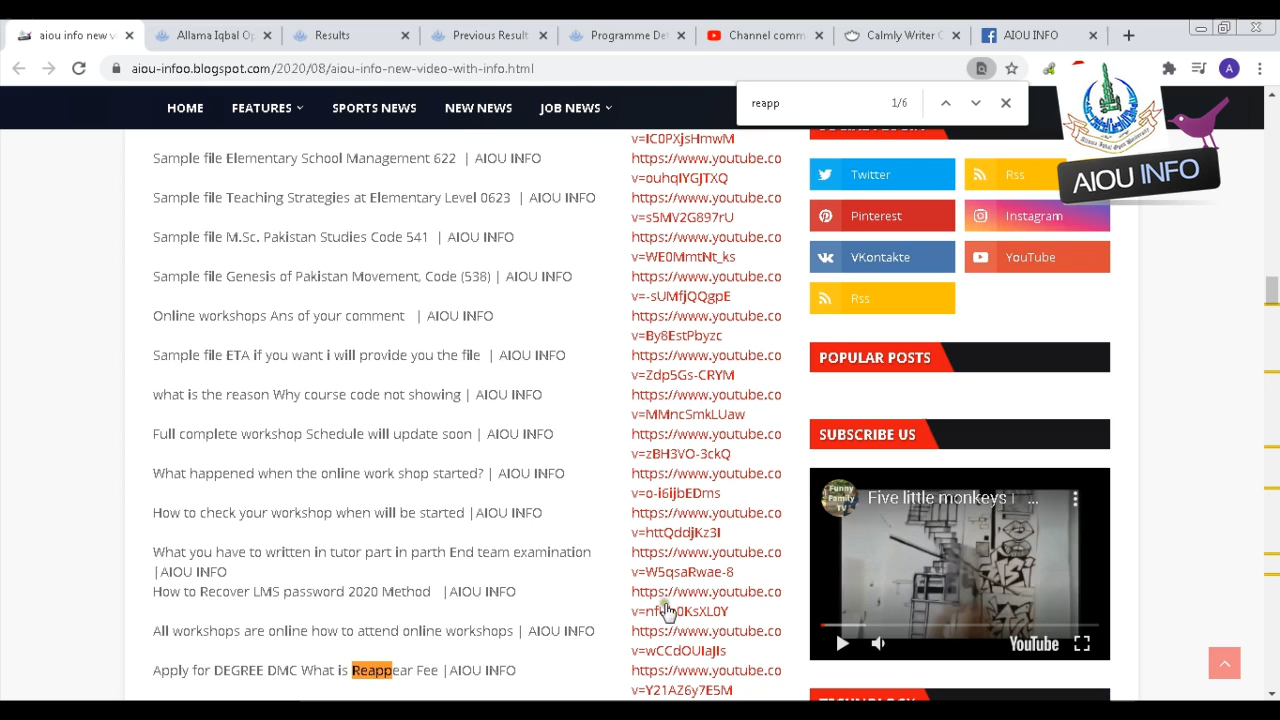 aiou info new v
Allama Iqbal Op
Results
Previous Result
Programme Det
Channel comm
Calmly Writer C
AIOU INFO
aiou-infoo.blogspot.com/2020/08/aiou-info-new-video-with-info.html
A
reapp 1/6
HOME FEATURES SPORTS NEWS NEW NEWS JOB NEWS
AIOU INFO
v=IC0PXjsHmwM
Sample file Elementary School Management 622 | AIOU INFO https://www.youtube.co
v=ouhqIYGJTXQ
Sample file Teaching Strategies at Elementary Level 0623 | AIOU INFO https://www.youtube.co
v=s5MV2G897rU
Sample file M.Sc. Pakistan Studies Code 541 | AIOU INFO https://www.youtube.co
v=WE0MmtNt_ks
Sample file Genesis of Pakistan Movement, Code (538) | AIOU INFO https://www.youtube.co
v=-sUMfjQQgpE
Online workshops Ans of your comment | AIOU INFO https://www.youtube.co
v=By8EstPbyzc
Sample file ETA if you want i will provide you the file | AIOU INFO https://www.youtube.co
v=Zdp5Gs-CRYM
what is the reason Why course code not showing | AIOU INFO https://www.youtube.co
v=MMncSmkLUaw
Full complete workshop Schedule will update soon | AIOU INFO https://www.youtube.co
v=zBH3VO-3ckQ
What happened when the online work shop started? | AIOU INFO https://www.youtube.co
v=o-i6ijbEDms
How to check your workshop when will be started |AIOU INFO https://www.youtube.co
v=httQddjKz3I
What you have to written in tutor part in parth End team examination https://www.youtube.co
|AIOU INFO v=W5qsaRwae-8
How to Recover LMS password 2020 Method |AIOU INFO https://www.youtube.co
All workshops are online how to attend online workshops | AIOU INFO https://www.youtube.co
v=wCCdOUIaJIs
Apply for DEGREE DMC What is Reappear Fee |AIOU INFO https://www.youtube.co
v=Y21AZ6y7E5M
Twitter
Rss
Pinterest
Instagram
VKontakte
YouTube
Rss
POPULAR POSTS
SUBSCRIBE US
Funny
Family
TV
Five little monkeys ...
YouTube